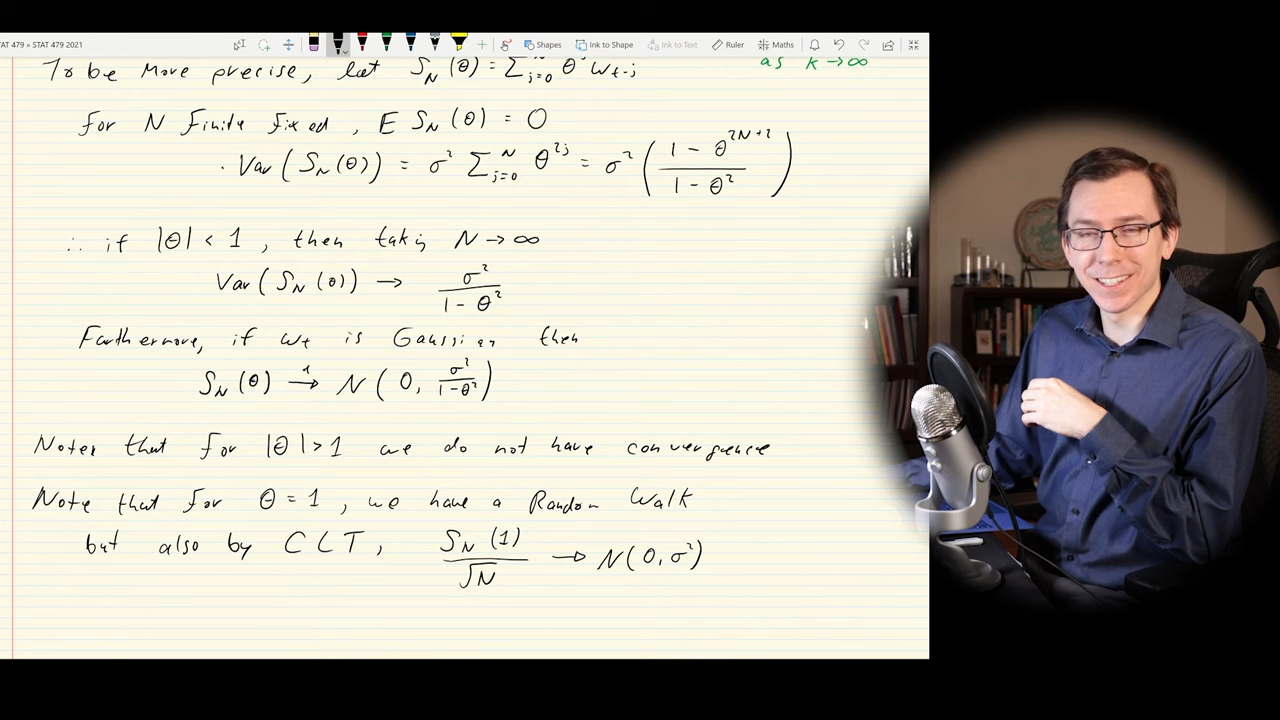 TAT 479 » STAT 479 2021
Shapes Ink to Shape Ink to Text Ruler Maths
To be more precise, let S_N(θ) = Σ_{j=0}^{N} θ^j w_{t-j}
as k → ∞
for N finite fixed, E S_N(θ) = 0
· Var(S_N(θ)) = σ² Σ_{j=0}^{N} θ^{2j} = σ² ( (1 - θ^{2N+2}) / (1 - θ²) )
∴ if |θ| < 1, then taking N → ∞
Var(S_N(θ)) → σ² / (1 - θ²)
Furthermore, if w_t is Gaussian then
S_N(θ) →^d N(0, σ²/(1-θ²))
Notes that for |θ| > 1 we do not have convergence
Note that for θ = 1, we have a Random Walk
but also by CLT, S_N(1)/√N → N(0, σ²)